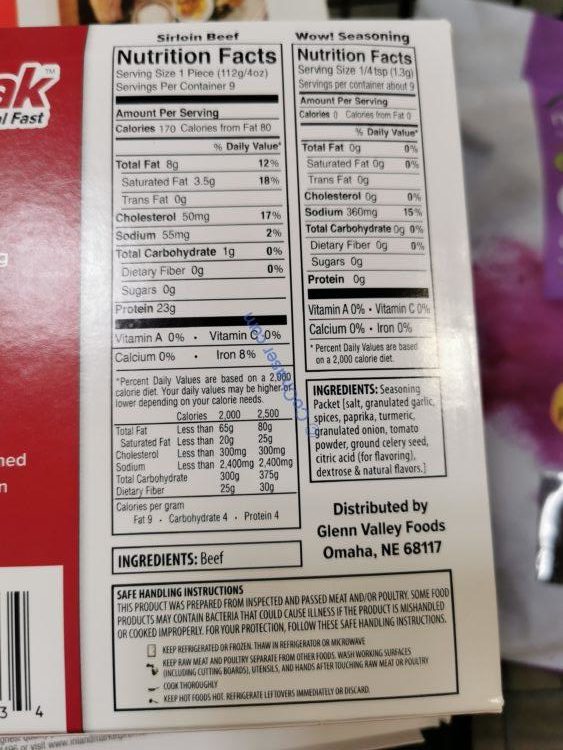 ak™
l Fast
g
ned
n
3 4
Sirloin Beef
Nutrition Facts
Serving Size 1 Piece (112g/4oz)
Servings Per Container 9
Amount Per Serving
Calories 170 Calories from Fat 80
% Daily Value*
Total Fat 8g 12%
Saturated Fat 3.5g 18%
Trans Fat 0g
Cholesterol 50mg 17%
Sodium 55mg 2%
Total Carbohydrate 1g 0%
Dietary Fiber 0g 0%
Sugars 0g
Protein 23g
Vitamin A 0% • Vitamin C 0%
Calcium 0% • Iron 8%
*Percent Daily Values are based on a 2,000
calorie diet. Your daily values may be higher or
lower depending on your calorie needs.
Calories 2,000 2,500
Total Fat Less than 65g 80g
Saturated Fat Less than 20g 25g
Cholesterol Less than 300mg 300mg
Sodium Less than 2,400mg 2,400mg
Total Carbohydrate 300g 375g
Dietary Fiber 25g 30g
Calories per gram
Fat 9 • Carbohydrate 4 • Protein 4
INGREDIENTS: Beef
Wow! Seasoning
Nutrition Facts
Serving Size 1/4 tsp (1.3g)
Servings per container about 9
Amount Per Serving
Calories 0 Calories from Fat 0
% Daily Value*
Total Fat 0g 0%
Saturated Fat 0g 0%
Trans Fat 0g
Cholesterol 0g 0%
Sodium 360mg 15%
Total Carbohydrate 0g 0%
Dietary Fiber 0g 0%
Sugars 0g
Protein 0g
Vitamin A 0% • Vitamin C 0%
Calcium 0% • Iron 0%
* Percent Daily Values are based
on a 2,000 calorie diet.
INGREDIENTS: Seasoning
Packet [salt, granulated garlic,
spices, paprika, turmeric,
granulated onion, tomato
powder, ground celery seed,
citric acid (for flavoring),
dextrose & natural flavors.]
Distributed by
Glenn Valley Foods
Omaha, NE 68117
SAFE HANDLING INSTRUCTIONS
THIS PRODUCT WAS PREPARED FROM INSPECTED AND PASSED MEAT AND/OR POULTRY. SOME FOOD
PRODUCTS MAY CONTAIN BACTERIA THAT COULD CAUSE ILLNESS IF THE PRODUCT IS MISHANDLED
OR COOKED IMPROPERLY. FOR YOUR PROTECTION, FOLLOW THESE SAFE HANDLING INSTRUCTIONS.
KEEP REFRIGERATED OR FROZEN. THAW IN REFRIGERATOR OR MICROWAVE
KEEP RAW MEAT AND POULTRY SEPARATE FROM OTHER FOODS. WASH WORKING SURFACES
(INCLUDING CUTTING BOARDS), UTENSILS, AND HANDS AFTER TOUCHING RAW MEAT OR POULTRY
COOK THOROUGHLY
KEEP HOT FOODS HOT. REFRIGERATE LEFTOVERS IMMEDIATELY OR DISCARD.